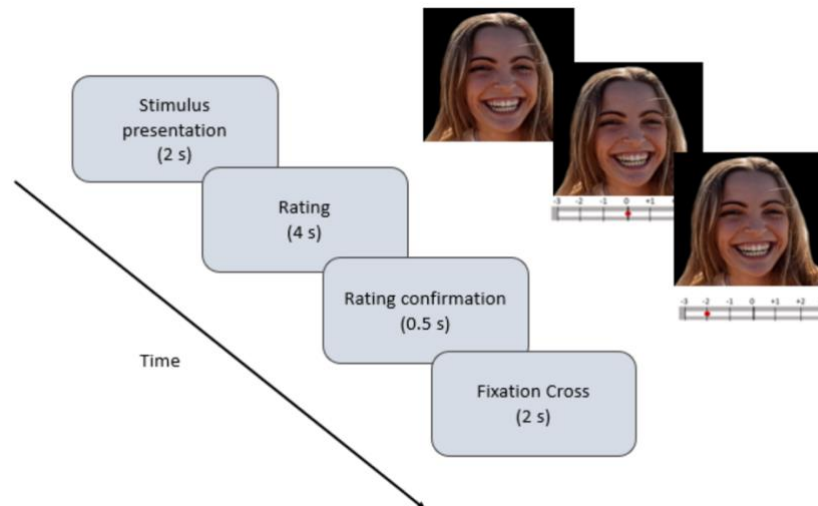 Stimulus
presentation
(2 s)
Rating
(4 s)
-3 -2 -1 0 +1
Rating confirmation
(0.5 s)
-3 -2 -1 0 +1 +2
Time
Fixation Cross
(2 s)